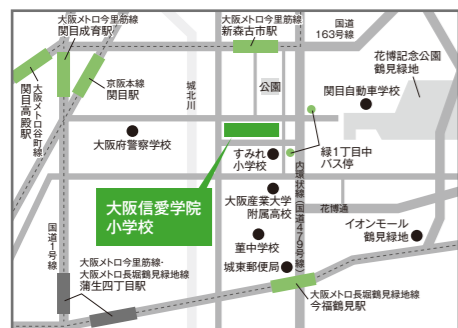 大阪メトロ今里筋線
関目成育駅
大阪メトロ今里筋線
新森古市駅
国道
163号線
花博記念公園
鶴見緑地
大阪メトロ谷町線
関目高殿駅
京阪本線
関目駅
城北川
公園
関目自動車学校
大阪府警察学校
すみれ
小学校
緑1丁目中
バス停
大阪信愛学院
小学校
大阪産業大学
附属高校
内環状線(国道479号線)
花博通
イオンモール
鶴見緑地
国道1号線
菫中学校
城東郵便局
大阪メトロ今里筋線·
大阪メトロ長堀鶴見緑地線
蒲生四丁目駅
大阪メトロ長堀鶴見緑地線
今福鶴見駅